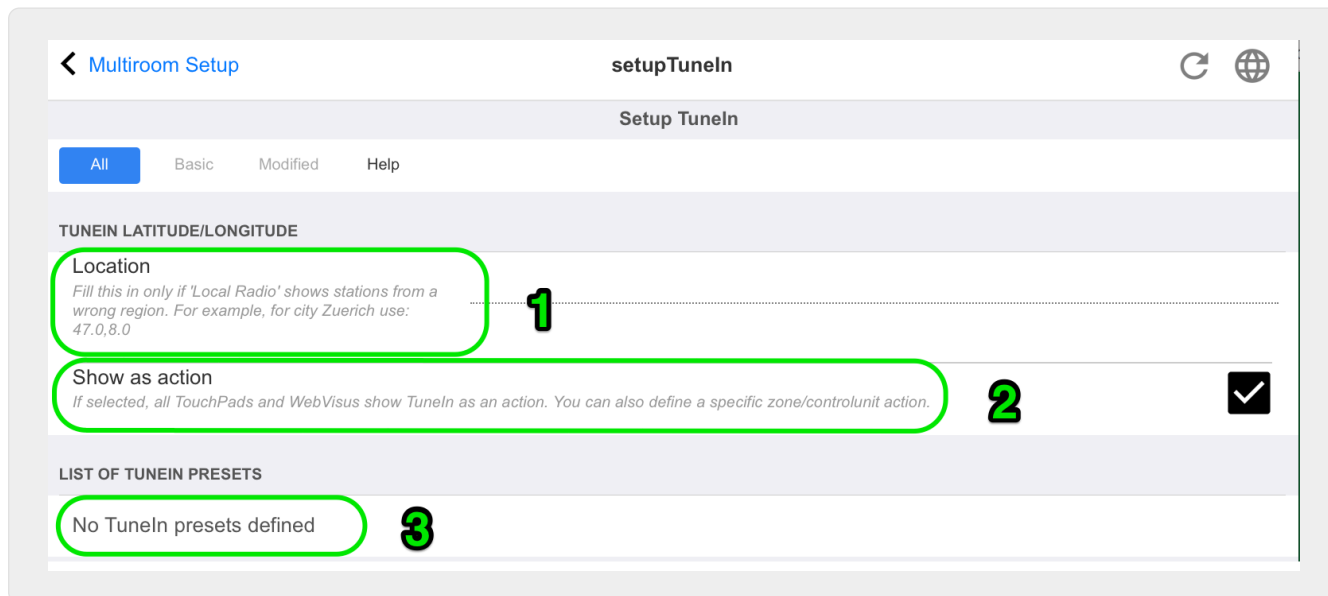 Multiroom Setup
setupTuneIn
Setup TuneIn
All Basic Modified Help
TUNEIN LATITUDE/LONGITUDE
Location
Fill this in only if 'Local Radio' shows stations from a
wrong region. For example, for city Zuerich use:
47.0,8.0
1
Show as action
If selected, all TouchPads and WebVisus show TuneIn as an action. You can also define a specific zone/controlunit action.
2
LIST OF TUNEIN PRESETS
No TuneIn presets defined
3